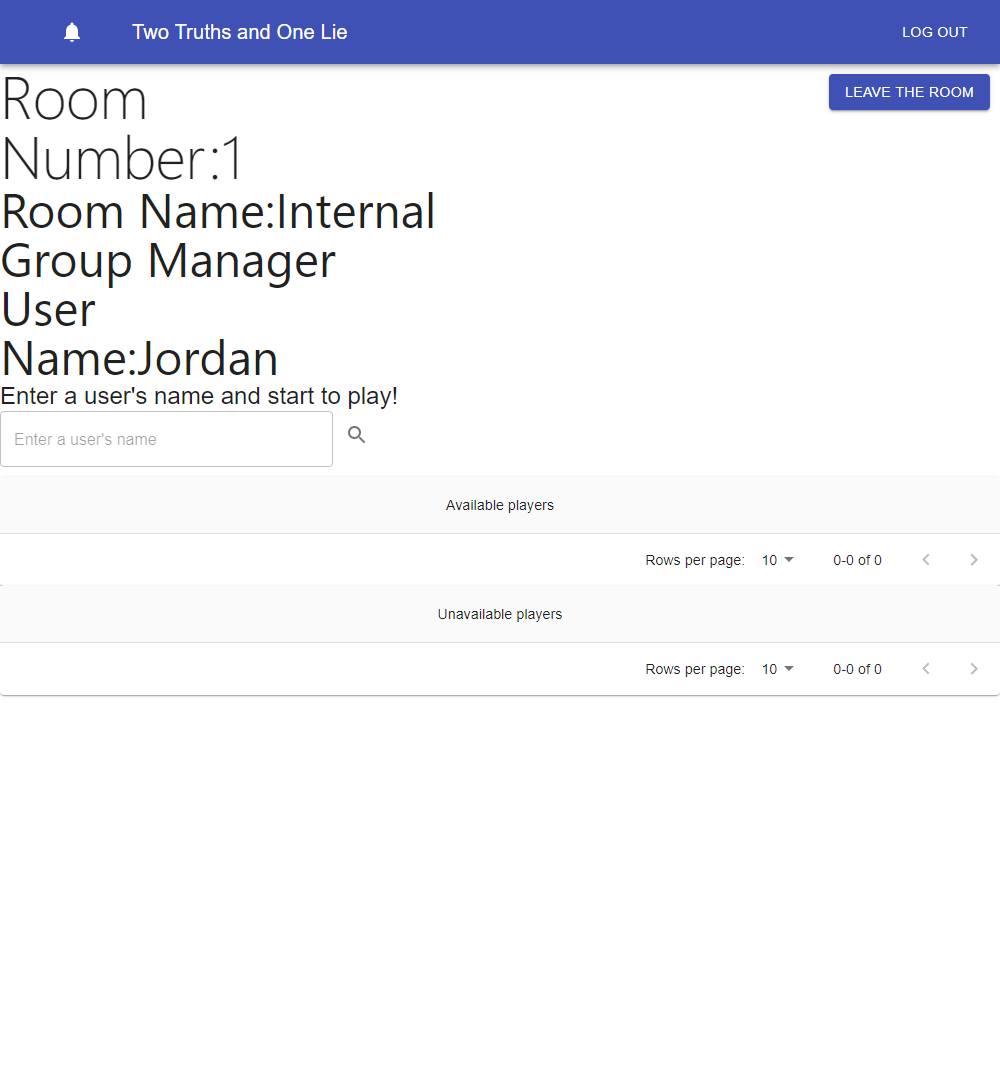 Two Truths and One Lie
LOG OUT
LEAVE THE ROOM
Room
Number:1
Room Name:Internal
Group Manager
User
Name:Jordan
Enter a user's name and start to play!
Enter a user's name
Available players
Rows per page: 10 0-0 of 0
Unavailable players
Rows per page: 10 0-0 of 0